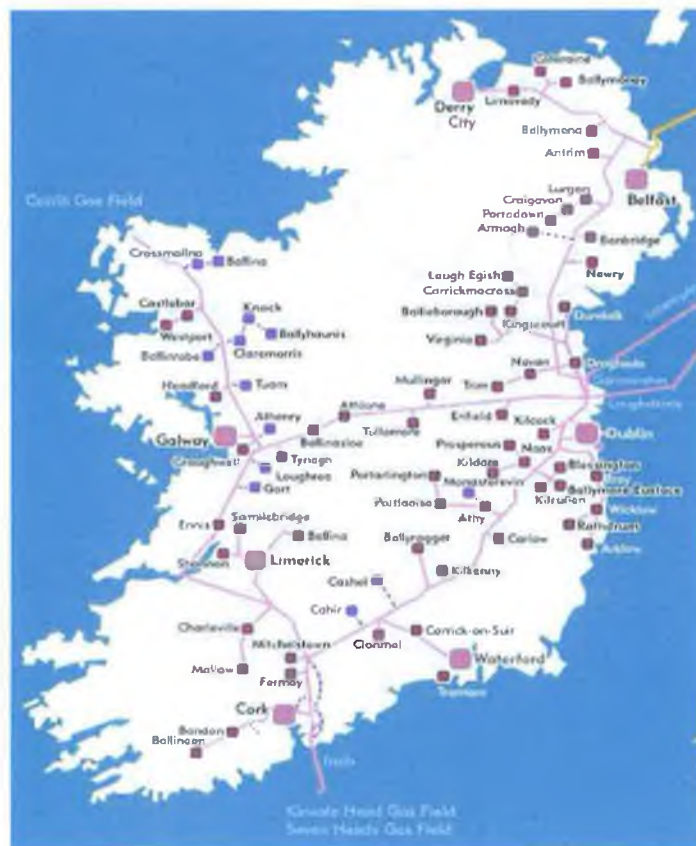 Coleraine
Ballymoney
Limavady
Derry
City
Ballymena
Antrim
Lurgan
Belfast
Craigavon
Portadown
Armagh
Banbridge
Newry
Corrib Gas Field
Crossmolina
Ballina
Lough Egish
Carrickmacross
Castlebar
Westport
Knock
Ballyhaunis
Bailieborough
Kingscourt
Dundalk
Ballinrobe
Claremorris
Virginia
Navan
Drogheda
Headford
Tuam
Mullingar
Trim
Gormanston
Loughshinny
Athenry
Athlone
Enfield
Kilcock
Galway
Ballinasloe
Tullamore
Dublin
Craughwell
Tynagh
Prosperous
Naas
Loughrea
Kildare
Blessington
Bray
Gort
Portarlington
Monasterevin
Ballymore Eustace
Kilcullen
Portlaoise
Athy
Wicklow
Ennis
Sixmilebridge
Rathdrum
Ballina
Ballyragget
Carlow
Arklow
Shannon
Limerick
Kilkenny
Cashel
Cahir
Charleville
Mitchelstown
Clonmel
Carrick-on-Suir
Mallow
Fermoy
Waterford
Tramore
Cork
Bandon
Ballineen
Inch
Kinsale Head Gas Field
Seven Heads Gas Field